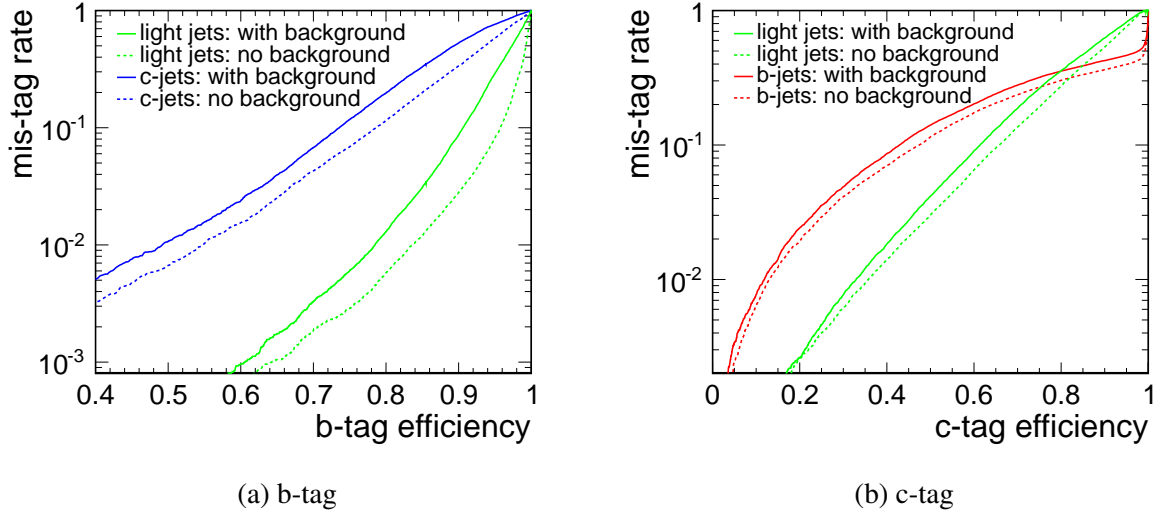 mis-tag rate
1
10-1
10-2
10-3
light jets: with background
light jets: no background
c-jets: with background
c-jets: no background
0.4 0.5 0.6 0.7 0.8 0.9 1
b-tag efficiency
(a) b-tag
mis-tag rate
1
10-1
10-2
light jets: with background
light jets: no background
b-jets: with background
b-jets: no background
0 0.2 0.4 0.6 0.8 1
c-tag efficiency
(b) c-tag